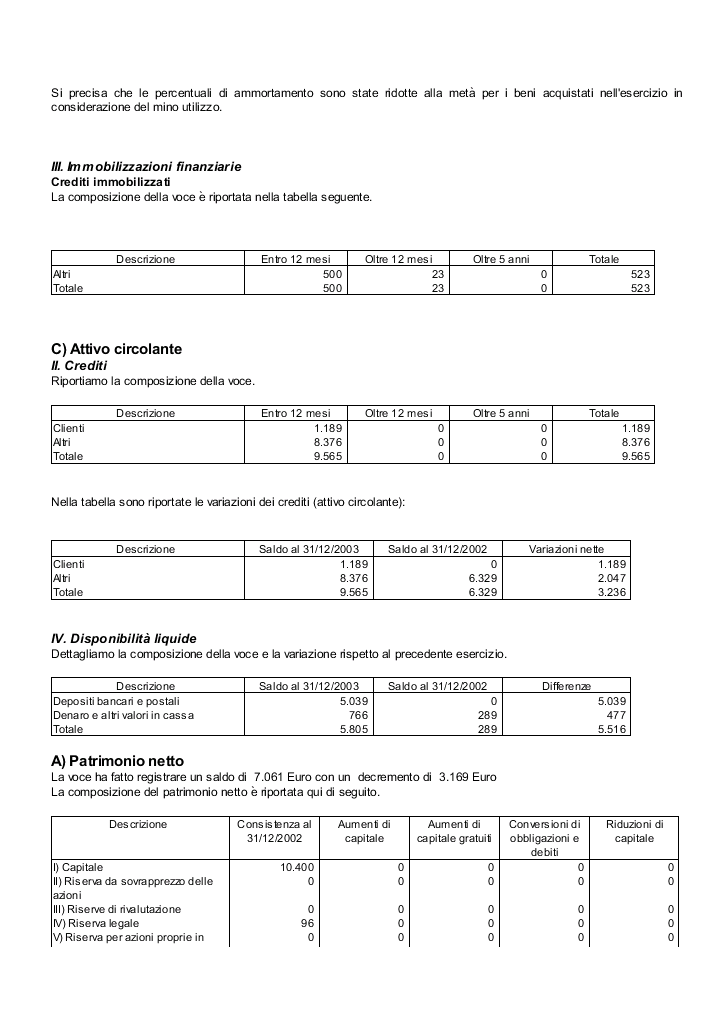 Si precisa che le percentuali di ammortamento sono state ridotte alla metà per i beni acquistati nell'esercizio in
considerazione del mino utilizzo.
III. Immobilizzazioni finanziarie
Crediti immobilizzati
La composizione della voce è riportata nella tabella seguente.
Descrizione Entro 12 mesi Oltre 12 mesi Oltre 5 anni Totale
Altri 500 23 0 523
Totale 500 23 0 523
C) Attivo circolante
II. Crediti
Riportiamo la composizione della voce.
Descrizione Entro 12 mesi Oltre 12 mesi Oltre 5 anni Totale
Clienti 1.189 0 0 1.189
Altri 8.376 0 0 8.376
Totale 9.565 0 0 9.565
Nella tabella sono riportate le variazioni dei crediti (attivo circolante):
Descrizione Saldo al 31/12/2003 Saldo al 31/12/2002 Variazioni nette
Clienti 1.189 0 1.189
Altri 8.376 6.329 2.047
Totale 9.565 6.329 3.236
IV. Disponibilità liquide
Dettagliamo la composizione della voce e la variazione rispetto al precedente esercizio.
Descrizione Saldo al 31/12/2003 Saldo al 31/12/2002 Differenze
Depositi bancari e postali 5.039 0 5.039
Denaro e altri valori in cassa 766 289 477
Totale 5.805 289 5.516
A) Patrimonio netto
La voce ha fatto registrare un saldo di 7.061 Euro con un decremento di 3.169 Euro
La composizione del patrimonio netto è riportata qui di seguito.
Descrizione Consistenza al Aumenti di Aumenti di Conversioni di Riduzioni di
31/12/2002 capitale capitale gratuiti obbligazioni e capitale
debiti
I) Capitale 10.400 0 0 0 0
II) Riserva da sovrapprezzo delle 0 0 0 0 0
azioni
III) Riserve di rivalutazione 0 0 0 0 0
IV) Riserva legale 96 0 0 0 0
V) Riserva per azioni proprie in 0 0 0 0 0